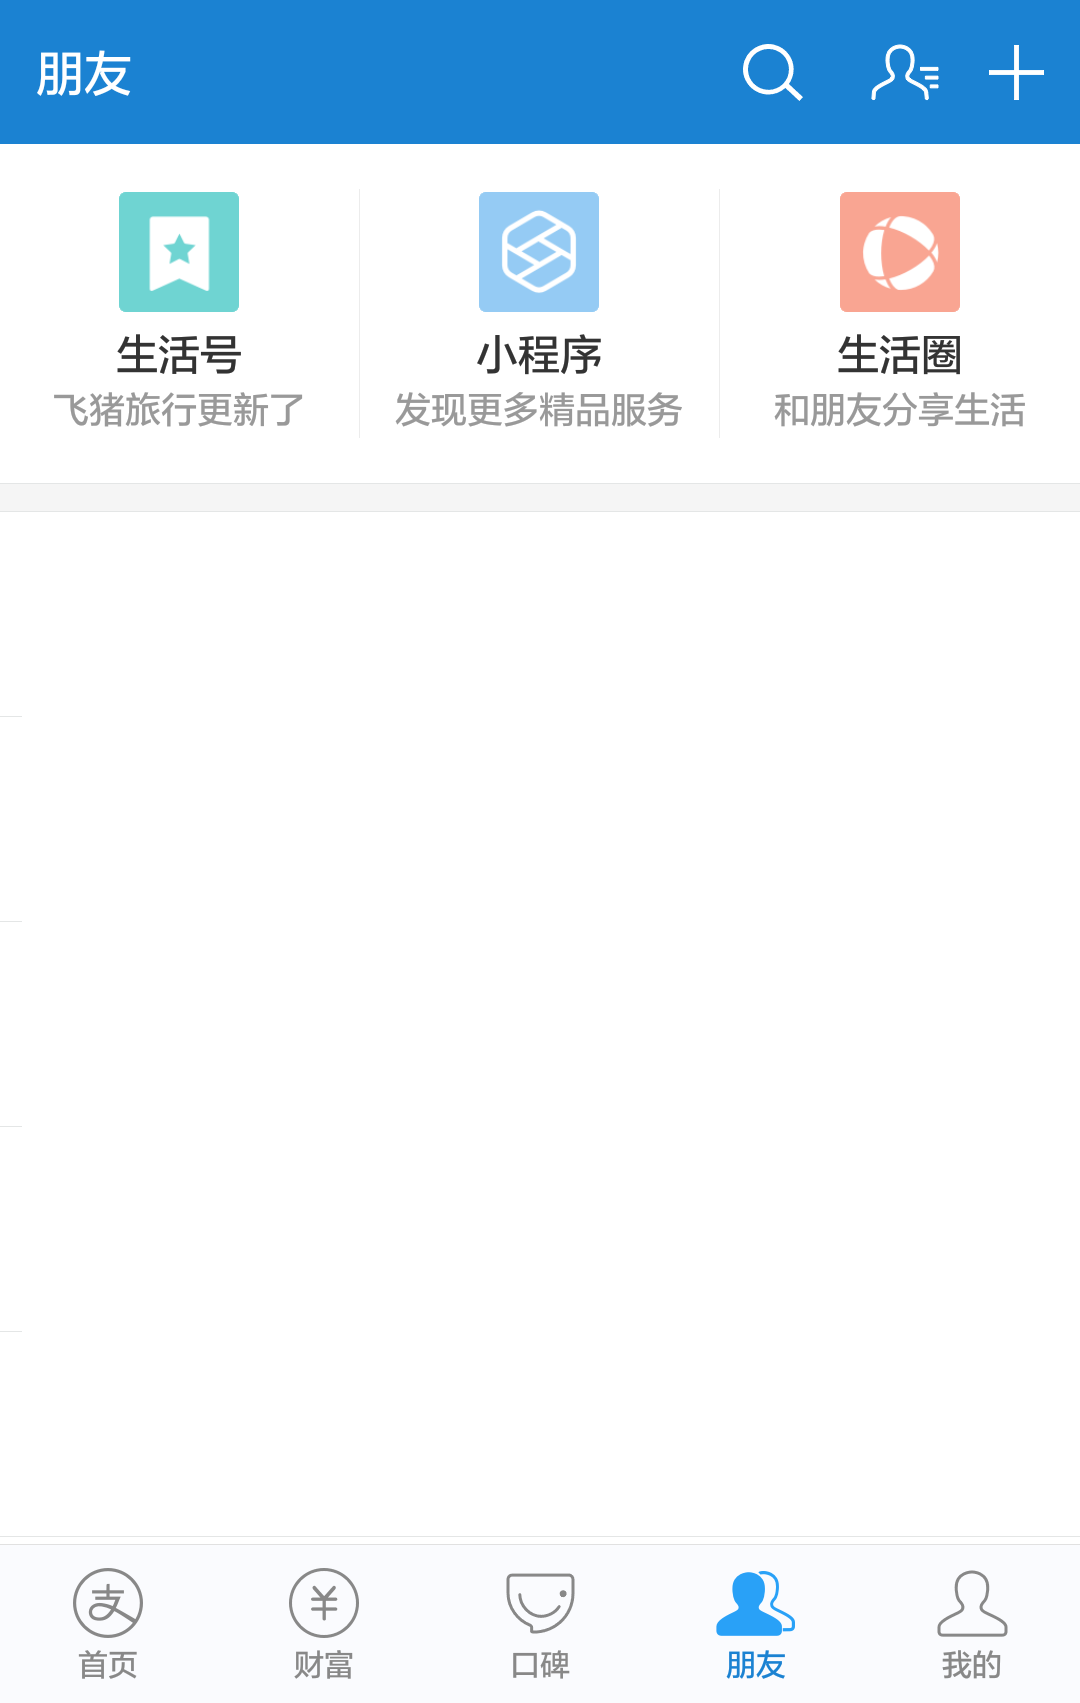 朋友
生活号
小程序
生活圈
飞猪旅行更新了
发现更多精品服务
和朋友分享生活
首页
财富
口碑
朋友
我的